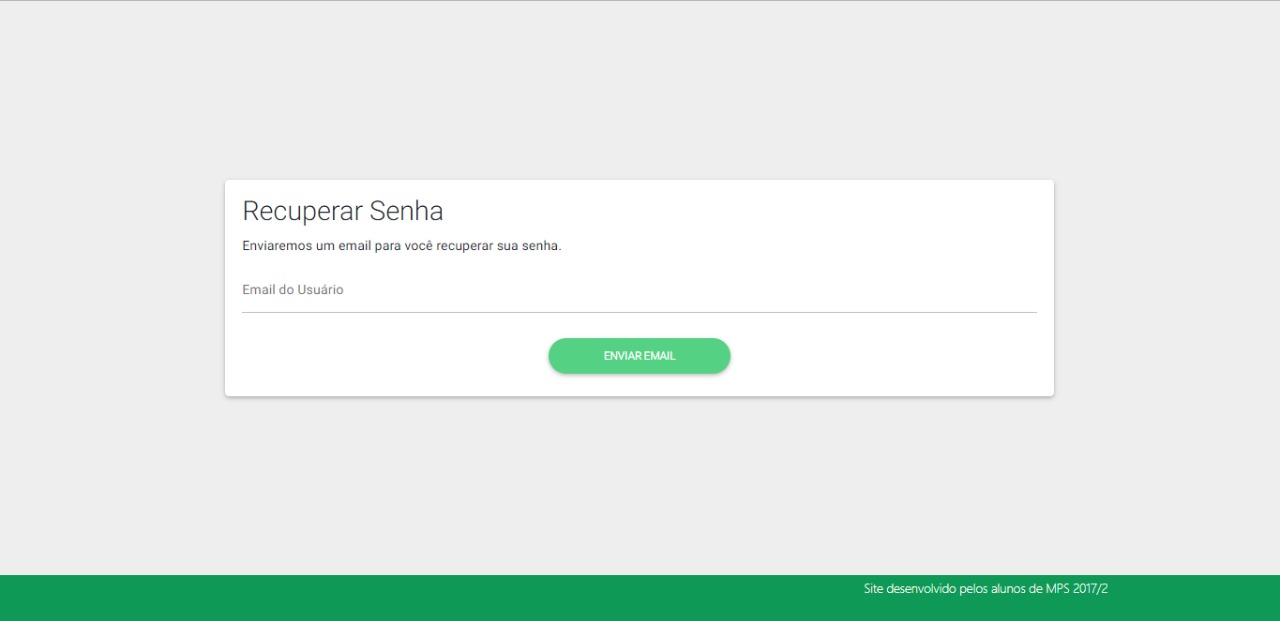 Recuperar Senha
Enviaremos um email para você recuperar sua senha.
Email do Usuário
ENVIAR EMAIL
Site desenvolvido pelos alunos de MPS 2017/2